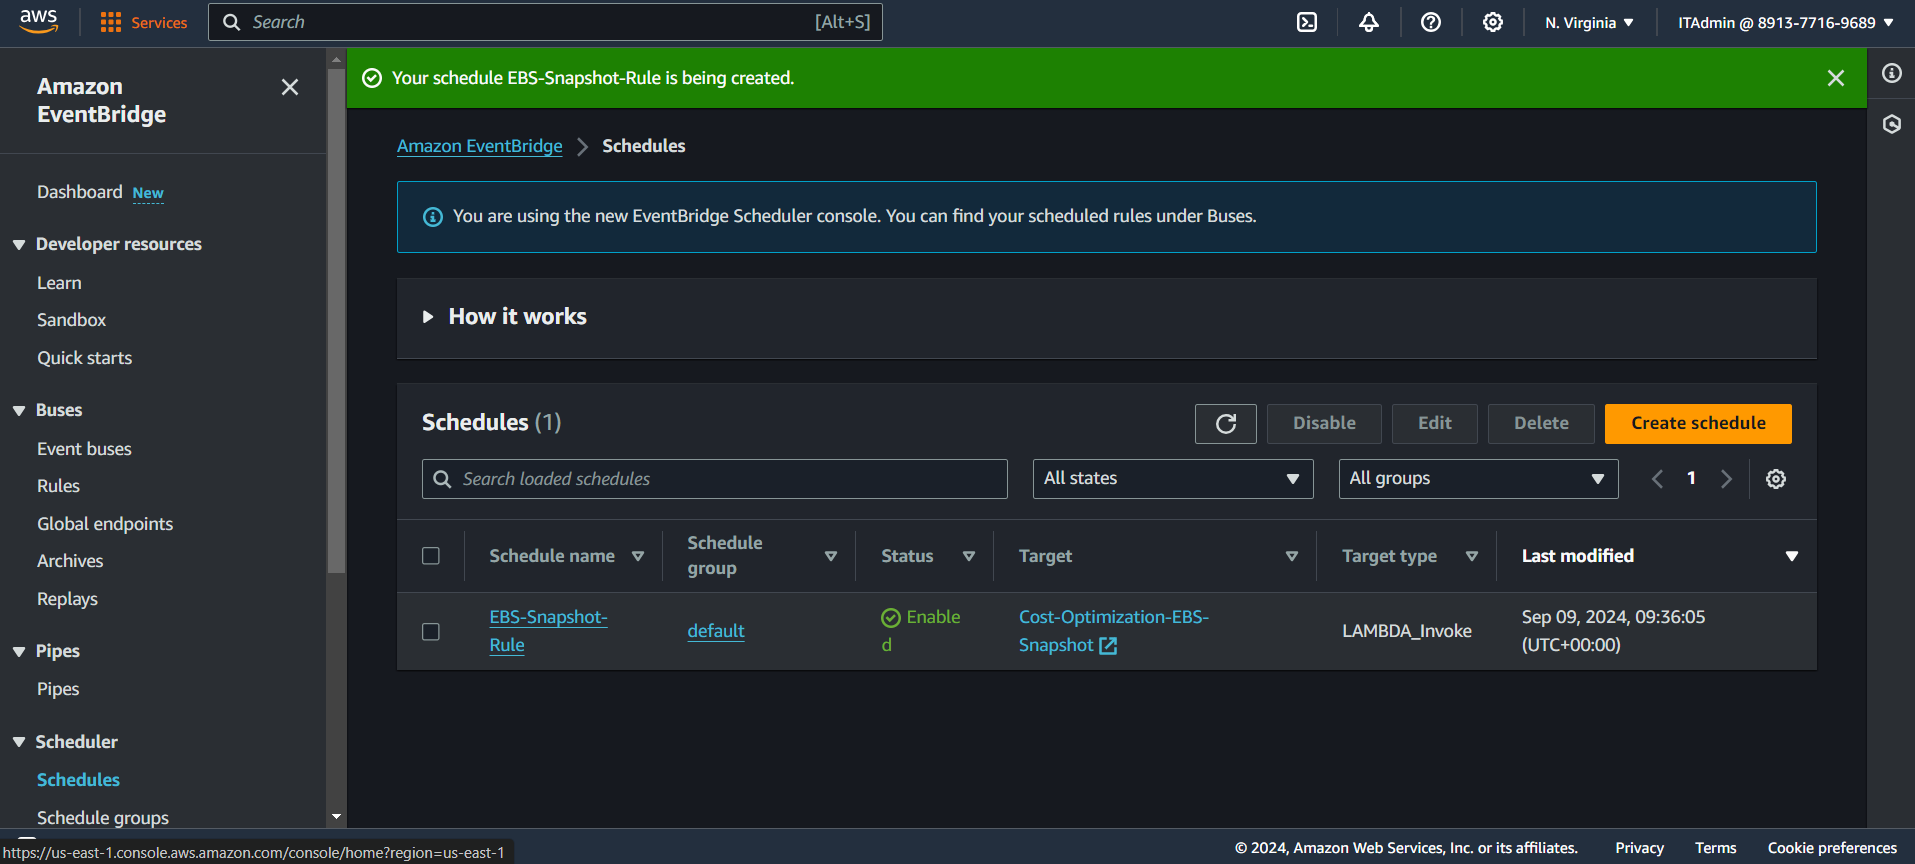 aws
Services
Search
[Alt+S]
N. Virginia
ITAdmin @ 8913-7716-9689
Amazon
EventBridge
Dashboard New
Developer resources
Learn
Sandbox
Quick starts
Buses
Event buses
Rules
Global endpoints
Archives
Replays
Pipes
Pipes
Scheduler
Schedules
Schedule groups
Your schedule EBS-Snapshot-Rule is being created.
Amazon EventBridge
Schedules
You are using the new EventBridge Scheduler console. You can find your scheduled rules under Buses.
How it works
Schedules (1)
Disable
Edit
Delete
Create schedule
Search loaded schedules
All states
All groups
1
Schedule name
Schedule
group
Status
Target
Target type
Last modified
EBS-Snapshot-
Rule
default
Enable
d
Cost-Optimization-EBS-
Snapshot
LAMBDA_Invoke
Sep 09, 2024, 09:36:05
(UTC+00:00)
https://us-east-1.console.aws.amazon.com/console/home?region=us-east-1
© 2024, Amazon Web Services, Inc. or its affiliates.
Privacy
Terms
Cookie preferences